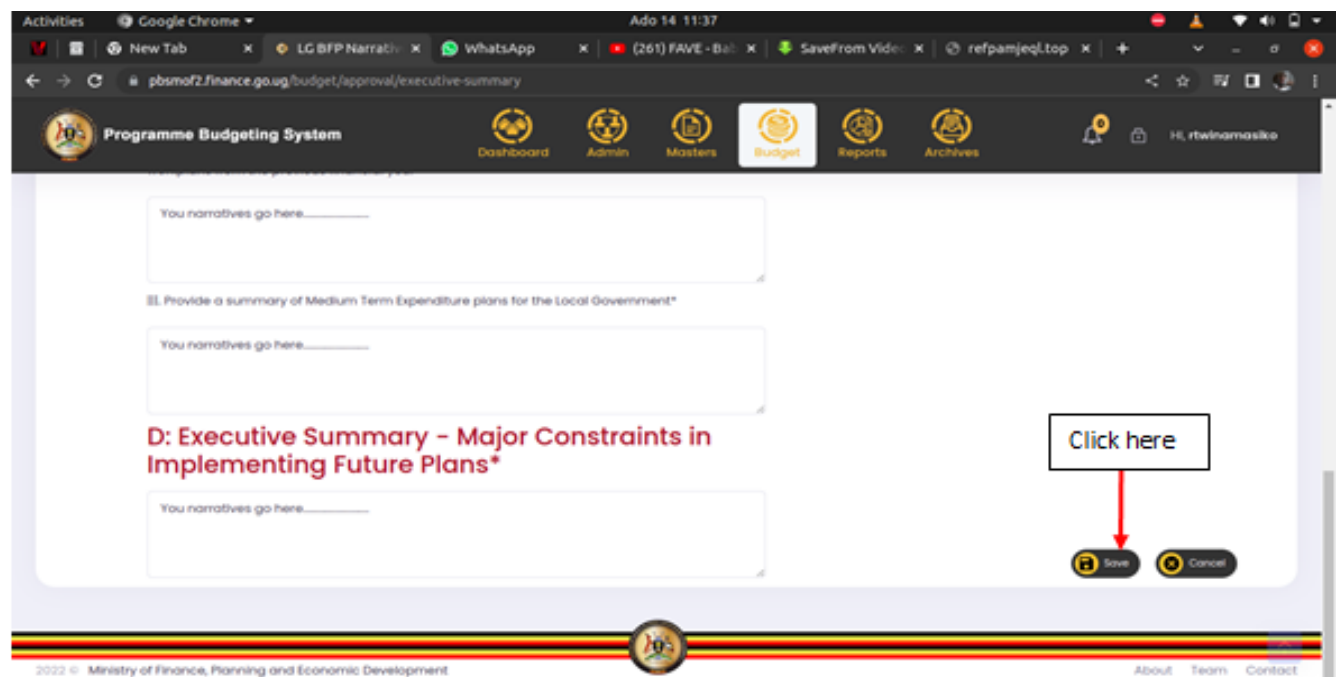 Activities Google Chrome Ado 14 11:37
New Tab LG BFP Narrativ WhatsApp (261) FAVE - Bab SaveFrom Video refpamjeql.top
pbsmof2.finance.go.ug/budget/approval/executive-summary
Programme Budgeting System Dashboard Admin Masters Budget Reports Archives 0 Hi, rtwinamasiko
You narratives go here....................
III. Provide a summary of Medium Term Expenditure plans for the Local Government*
You narratives go here....................
D: Executive Summary - Major Constraints in
Implementing Future Plans*
You narratives go here....................
Click here
Save Cancel
2022 © Ministry of Finance, Planning and Economic Development About Team Contact